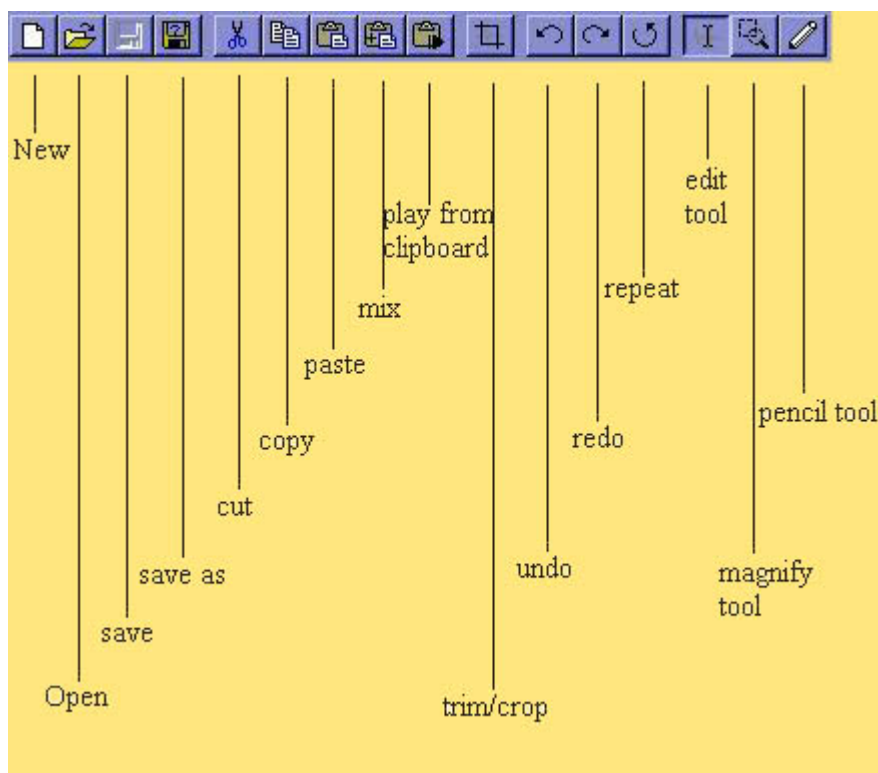 New
edit
tool
play from
clipboard
repeat
mix
paste
pencil tool
copy
redo
cut
undo
save as
magnify
tool
save
Open
trim/crop